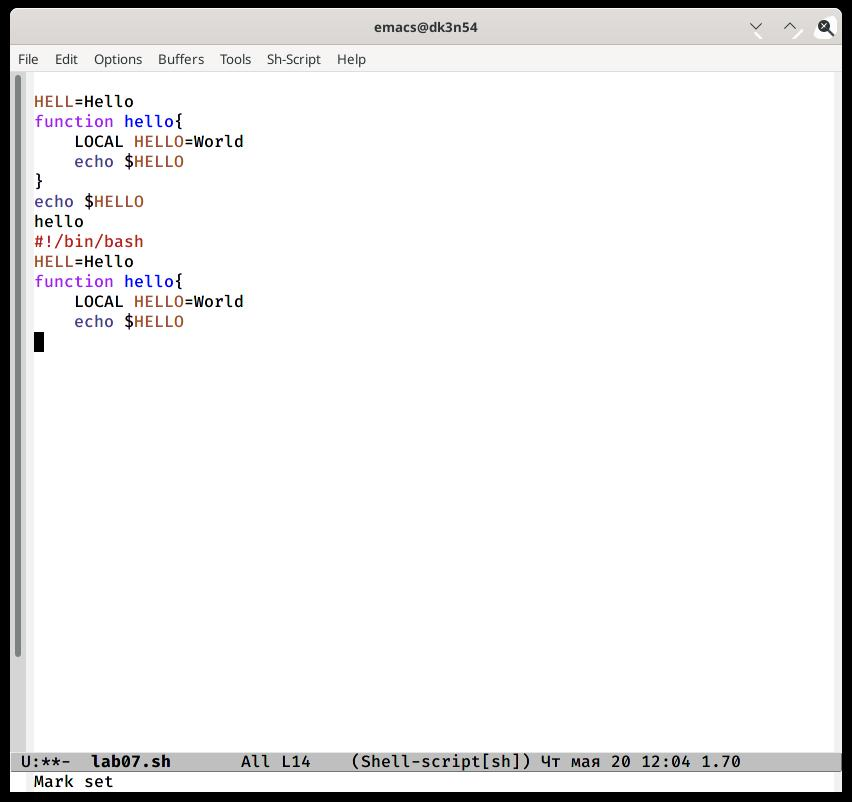 emacs@dk3n54
File Edit Options Buffers Tools Sh-Script Help
HELL=Hello
function hello{
    LOCAL HELLO=World
    echo $HELLO
}
echo $HELLO
hello
#!/bin/bash
HELL=Hello
function hello{
    LOCAL HELLO=World
    echo $HELLO
U:**-  lab07.sh       All L14    (Shell-script[sh]) Чт мая 20 12:04 1.70
Mark set